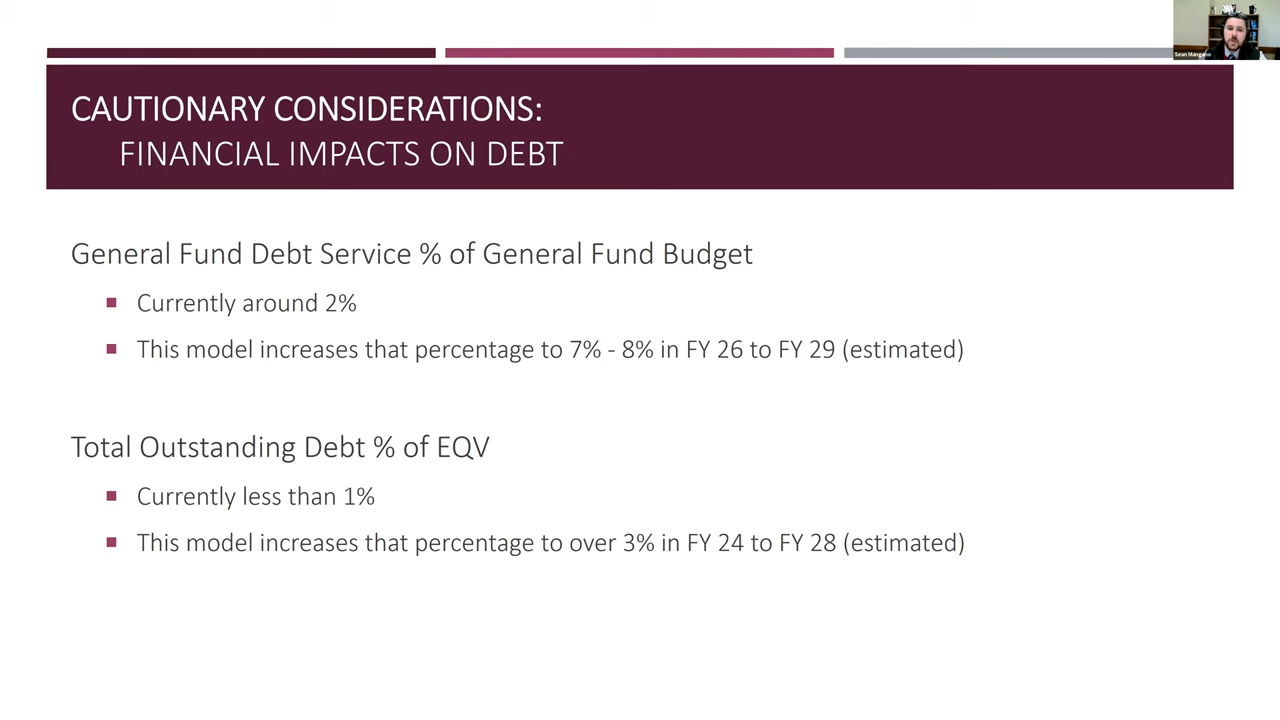 Sean Mangano
CAUTIONARY CONSIDERATIONS:
FINANCIAL IMPACTS ON DEBT
General Fund Debt Service % of General Fund Budget
Currently around 2%
This model increases that percentage to 7% - 8% in FY 26 to FY 29 (estimated)
Total Outstanding Debt % of EQV
Currently less than 1%
This model increases that percentage to over 3% in FY 24 to FY 28 (estimated)